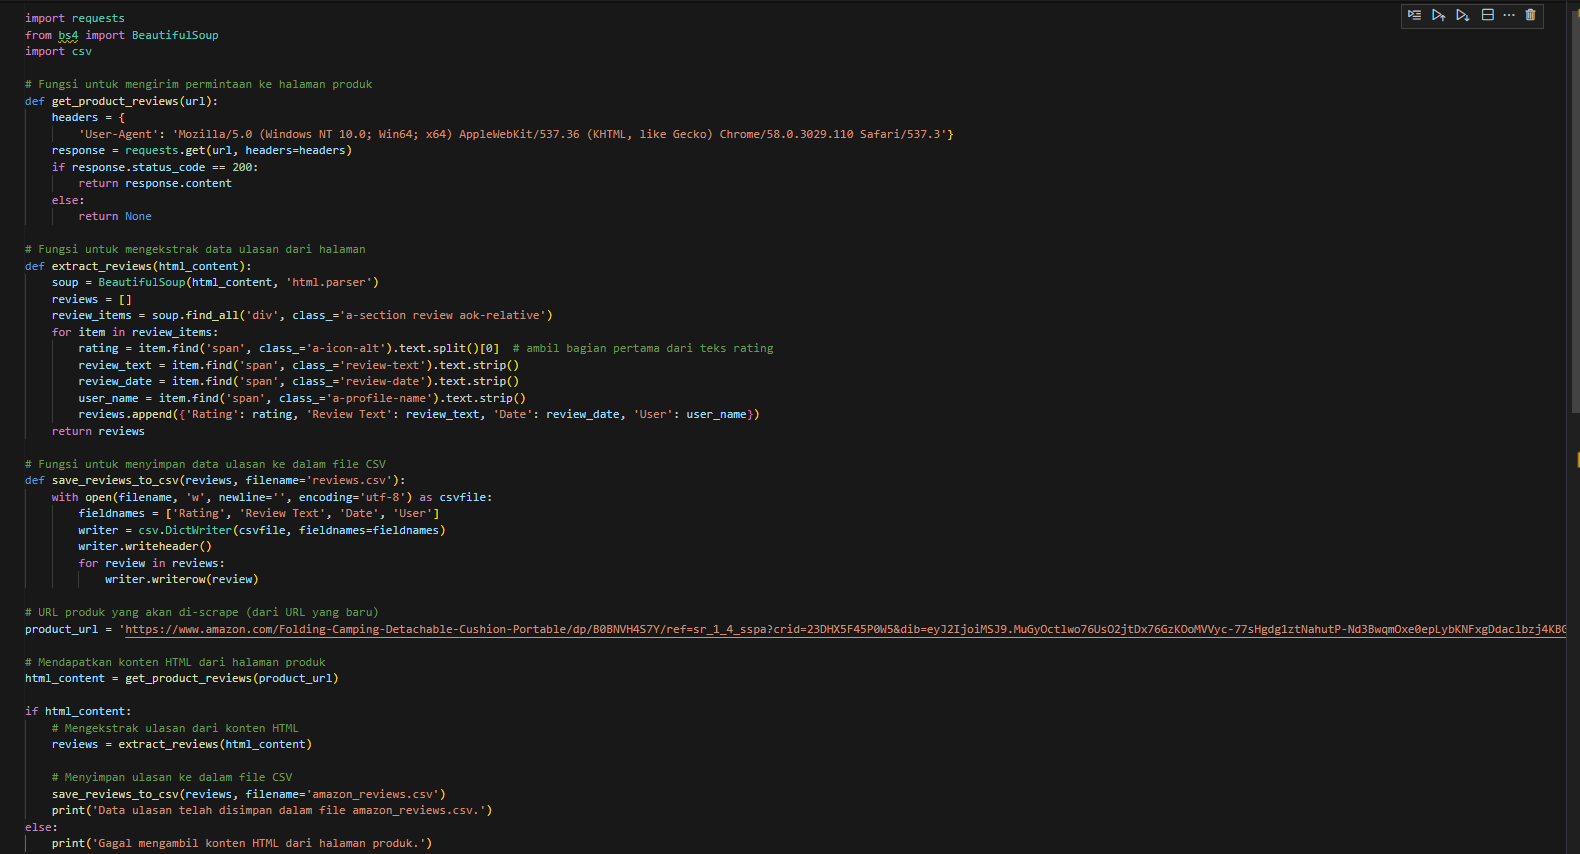 import requests
from bs4 import BeautifulSoup
import csv
# Fungsi untuk mengirim permintaan ke halaman produk
def get_product_reviews(url):
    headers = {
        'User-Agent': 'Mozilla/5.0 (Windows NT 10.0; Win64; x64) AppleWebKit/537.36 (KHTML, like Gecko) Chrome/58.0.3029.110 Safari/537.3'}
    response = requests.get(url, headers=headers)
    if response.status_code == 200:
        return response.content
    else:
        return None
# Fungsi untuk mengekstrak data ulasan dari halaman
def extract_reviews(html_content):
    soup = BeautifulSoup(html_content, 'html.parser')
    reviews = []
    review_items = soup.find_all('div', class_='a-section review aok-relative')
    for item in review_items:
        rating = item.find('span', class_='a-icon-alt').text.split()[0]  # ambil bagian pertama dari teks rating
        review_text = item.find('span', class_='review-text').text.strip()
        review_date = item.find('span', class_='review-date').text.strip()
        user_name = item.find('span', class_='a-profile-name').text.strip()
        reviews.append({'Rating': rating, 'Review Text': review_text, 'Date': review_date, 'User': user_name})
    return reviews
# Fungsi untuk menyimpan data ulasan ke dalam file CSV
def save_reviews_to_csv(reviews, filename='reviews.csv'):
    with open(filename, 'w', newline='', encoding='utf-8') as csvfile:
        fieldnames = ['Rating', 'Review Text', 'Date', 'User']
        writer = csv.DictWriter(csvfile, fieldnames=fieldnames)
        writer.writeheader()
        for review in reviews:
            writer.writerow(review)
# URL produk yang akan di-scrape (dari URL yang baru)
product_url = 'https://www.amazon.com/Folding-Camping-Detachable-Cushion-Portable/dp/B0BNVH4S7Y/ref=sr_1_4_sspa?crid=23DHX5F45P0W5&dib=eyJ2IjoiMSJ9.MuGyOctlwo76UsO2jtDx76GzKOoMVVyc-77sHgdg1ztNahutP-Nd3BwqmOxe0epLybKNFxgDdaclbzj4KBG
# Mendapatkan konten HTML dari halaman produk
html_content = get_product_reviews(product_url)
if html_content:
    # Mengekstrak ulasan dari konten HTML
    reviews = extract_reviews(html_content)
    # Menyimpan ulasan ke dalam file CSV
    save_reviews_to_csv(reviews, filename='amazon_reviews.csv')
    print('Data ulasan telah disimpan dalam file amazon_reviews.csv.')
else:
    print('Gagal mengambil konten HTML dari halaman produk.')